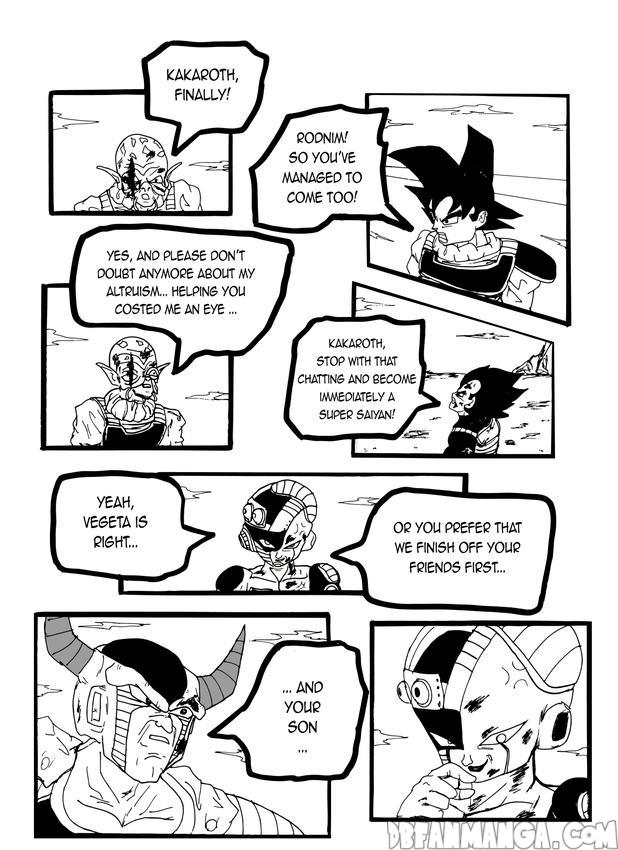 KAKAROTH,
FINALLY!
RODNIM!
SO YOU'VE
MANAGED TO
COME TOO!
YES, AND PLEASE DON'T
DOUBT ANYMORE ABOUT MY
ALTRUISM... HELPING YOU
COSTED ME AN EYE ...
KAKAROTH,
STOP WITH THAT
CHATTING AND BECOME
IMMEDIATELY A
SUPER SAIYAN!
YEAH,
VEGETA IS
RIGHT...
OR YOU PREFER THAT
WE FINISH OFF YOUR
FRIENDS FIRST...
... AND
YOUR
SON
...
DBFANMANGA.COM